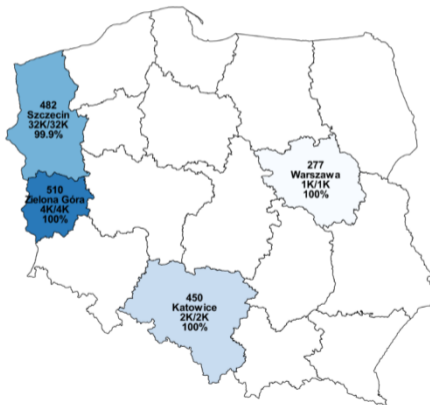 482
Szczecin
32K/32K
99.9%
277
Warszawa
1K/1K
100%
510
Zielona Góra
4K/4K
100%
450
Katowice
2K/2K
100%